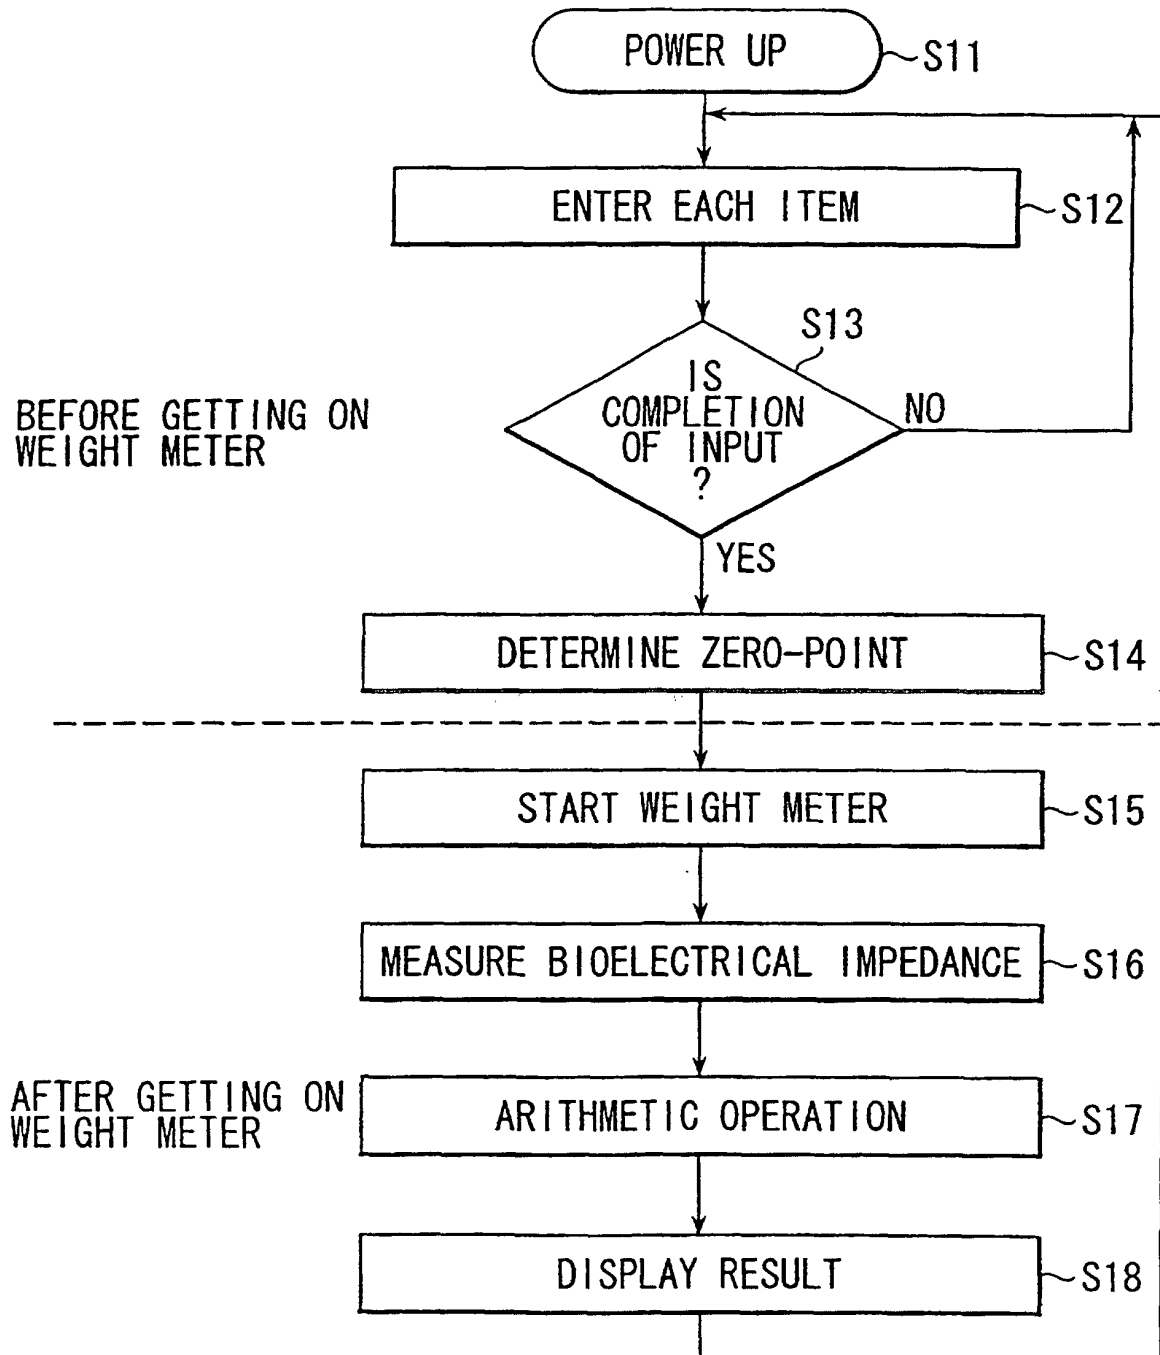 POWER UP
S11
ENTER EACH ITEM
S12
S13
IS
COMPLETION
OF INPUT
?
NO
BEFORE GETTING ON
WEIGHT METER
YES
DETERMINE ZERO-POINT
S14
START WEIGHT METER
S15
MEASURE BIOELECTRICAL IMPEDANCE
S16
AFTER GETTING ON
WEIGHT METER
ARITHMETIC OPERATION
S17
DISPLAY RESULT
S18